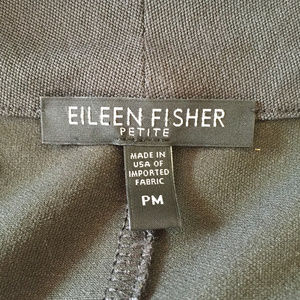 EILEEN FISHER
PETITE
MADE IN
USA OF
IMPORTED
FABRIC
PM